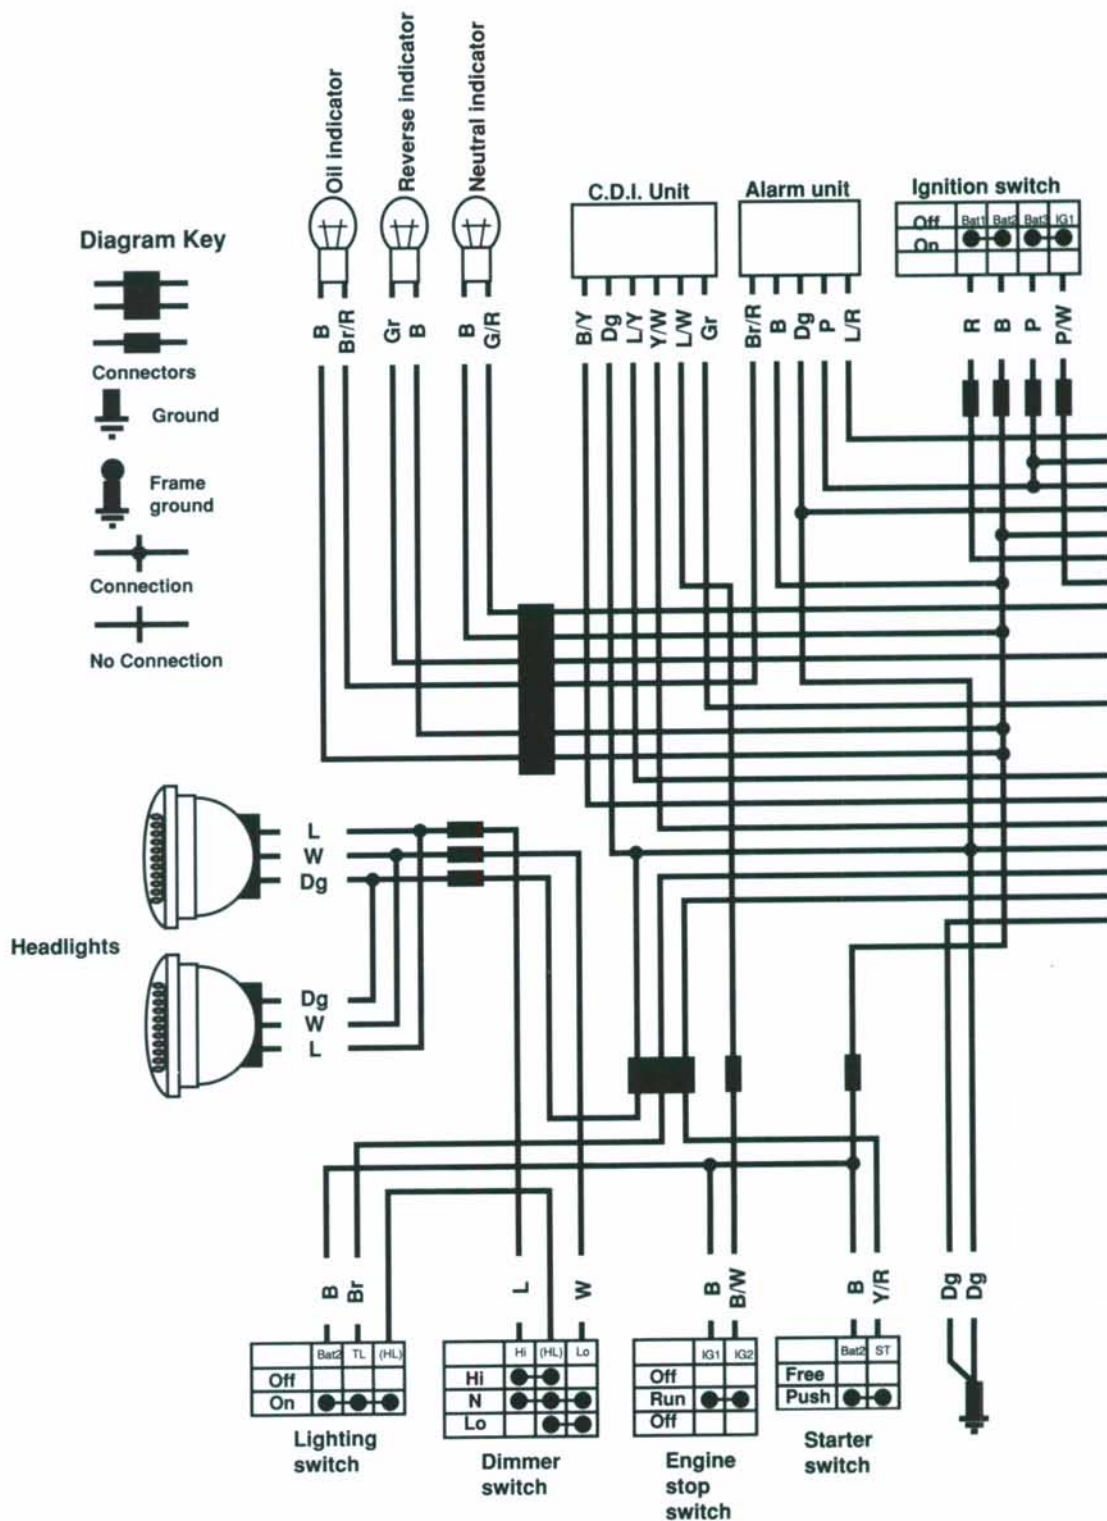 Oil indicator
Reverse indicator
Neutral indicator
C.D.I. Unit
Alarm unit
Ignition switch
Off Bat1 Bat2 Bat3 IG1
On
Diagram Key
Connectors
Ground
Frame
ground
Connection
No Connection
B Br/R Gr B B G/R
B/Y Dg L/Y Y/W L/W Gr
Br/R B Dg P L/R
R B P P/W
Headlights
L
W
Dg
Dg
W
L
B Br L W B B/W B Y/R Dg Dg
Bat2 TL (HL)
Off
On
Lighting
switch
Hi (HL) Lo
Hi
N
Lo
Dimmer
switch
IG1 IG2
Off
Run
Off
Engine
stop
switch
Bat2 ST
Free
Push
Starter
switch